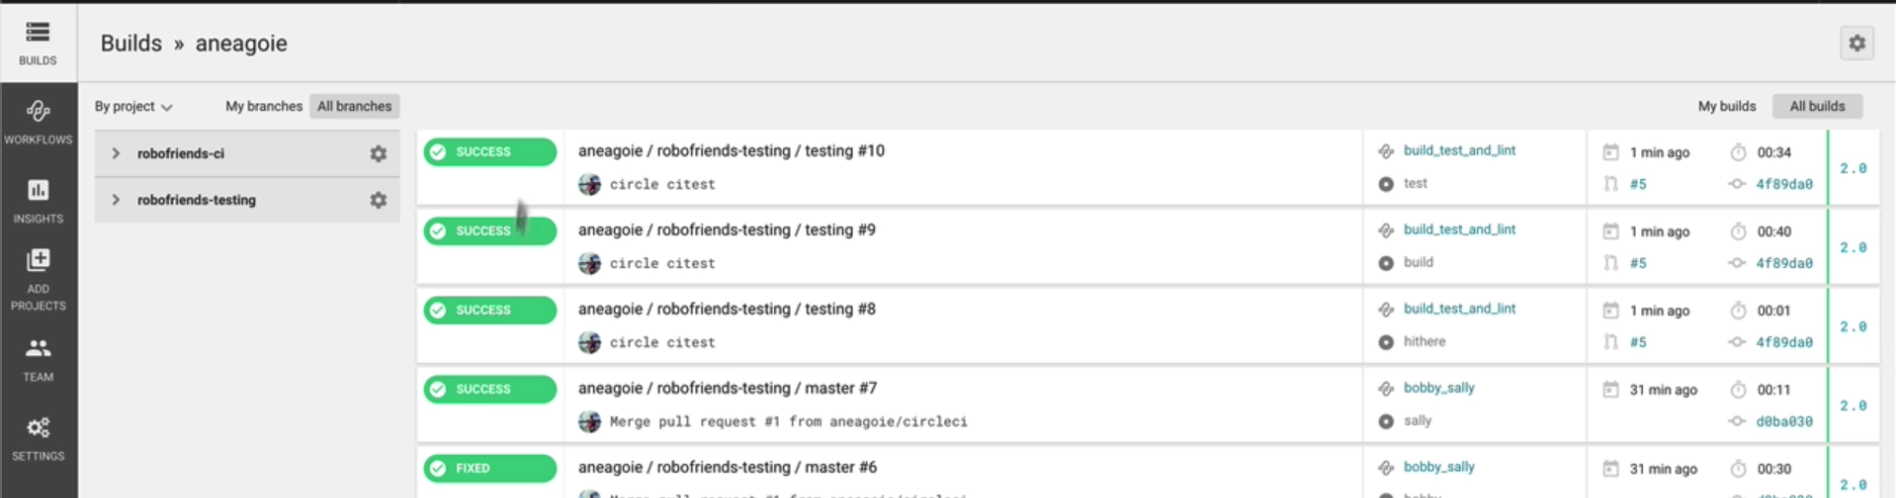 BUILDS
Builds » aneagoie
WORKFLOWS
INSIGHTS
ADD
PROJECTS
TEAM
SETTINGS
By project
My branches
All branches
My builds
All builds
robofriends-ci
robofriends-testing
SUCCESS
aneagoie / robofriends-testing / testing #10
circle citest
build_test_and_lint
test
1 min ago
00:34
#5
4f89da0
2.0
SUCCESS
aneagoie / robofriends-testing / testing #9
circle citest
build_test_and_lint
build
1 min ago
00:40
#5
4f89da0
2.0
SUCCESS
aneagoie / robofriends-testing / testing #8
circle citest
build_test_and_lint
hithere
1 min ago
00:01
#5
4f89da0
2.0
SUCCESS
aneagoie / robofriends-testing / master #7
Merge pull request #1 from aneagoie/circleci
bobby_sally
sally
31 min ago
00:11
d0ba030
2.0
FIXED
aneagoie / robofriends-testing / master #6
bobby_sally
31 min ago
00:30
2.0